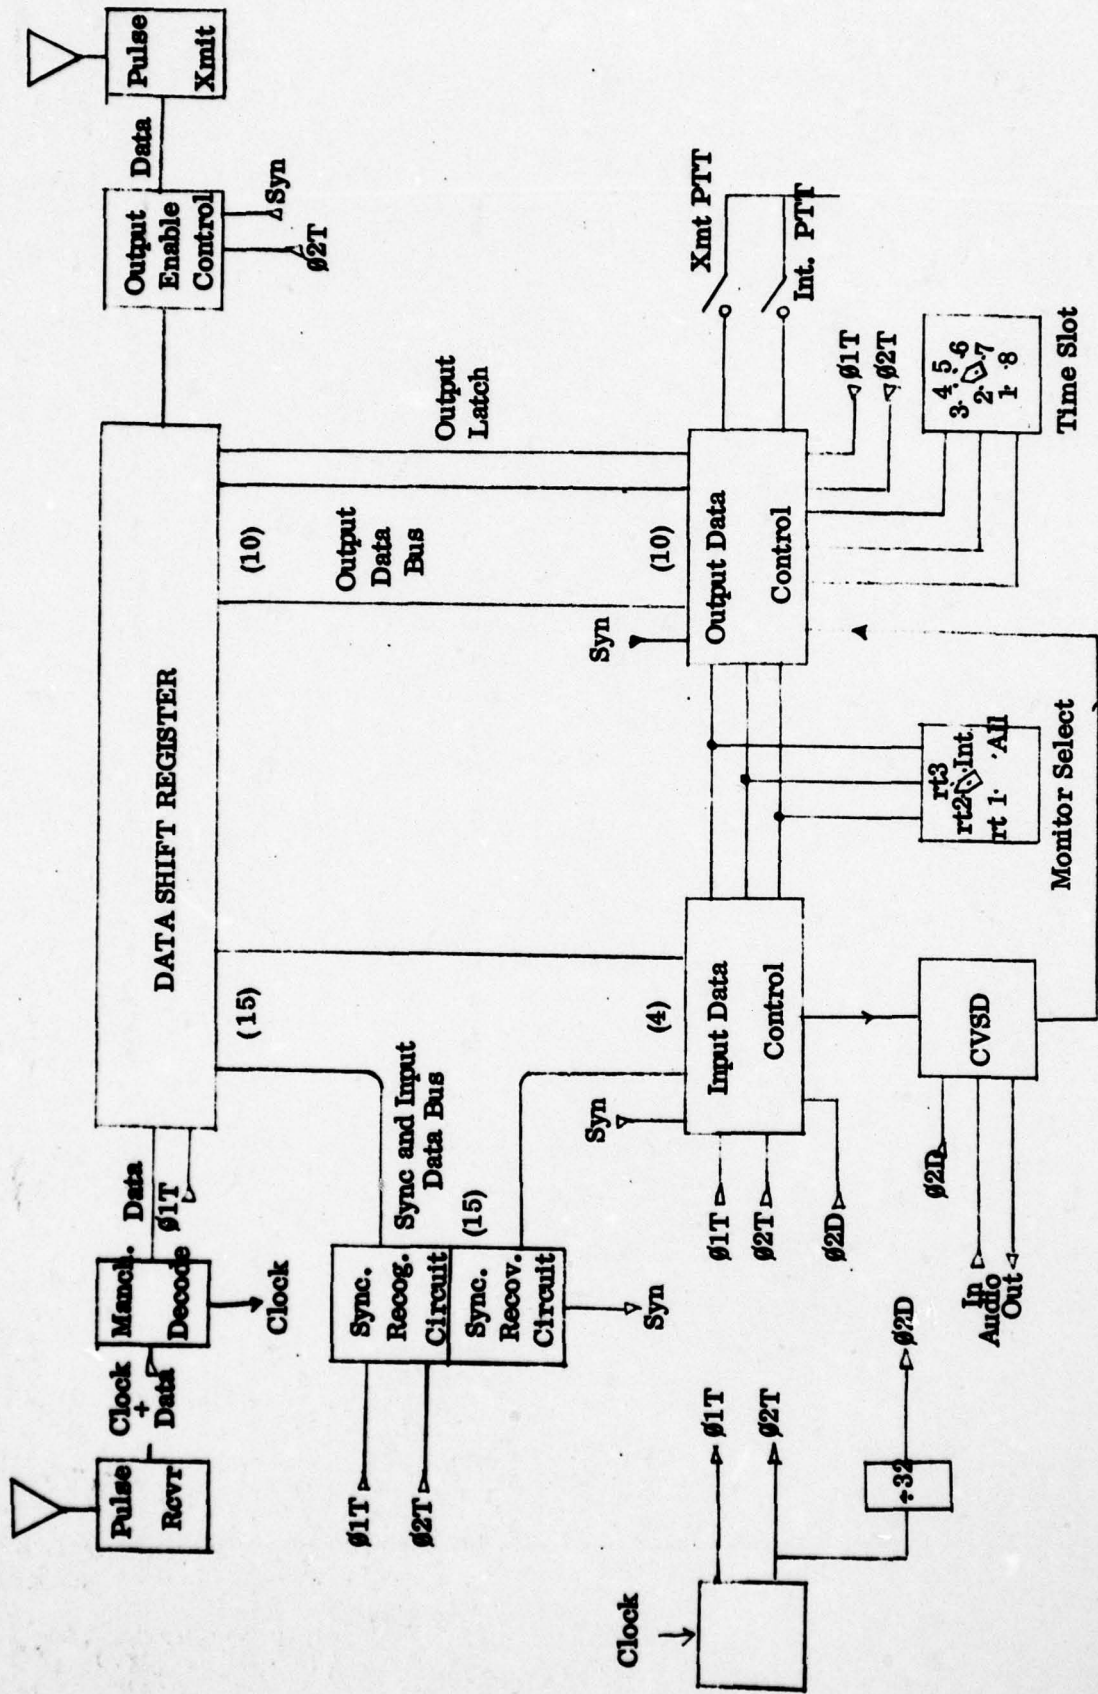 Pulse
Rcvr
Clock
+
Data
Manch.
Decode
Clock
Data
Ø1T
DATA SHIFT REGISTER
(15)
(10)
Output
Enable
Control
Ø2T
Syn
Data
Pulse
Xmit
Ø1T
Ø2T
Sync.
Recog.
Circuit
Sync.
Recov.
Circuit
Syn
Sync and Input
Data Bus
(15)
Output
Data
Bus
Output
Latch
Clock
Ø1T
Ø2T
÷32
Ø2D
Syn
(4)
Input Data
Control
Ø1T
Ø2T
Ø2D
Syn
(10)
Output Data
Control
Xmt PTT
Int. PTT
Ø1T
Ø2T
Ø2D
In
Audio
Out
CVSD
rt3
rt2 Int.
rt 1 All
Monitor Select
4 5
3 6
2 7
1 8
Time Slot